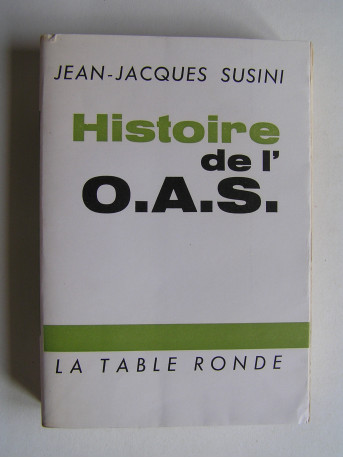 JEAN-JACQUES SUSINI
Histoire
de l'
O.A.S.
LA TABLE RONDE